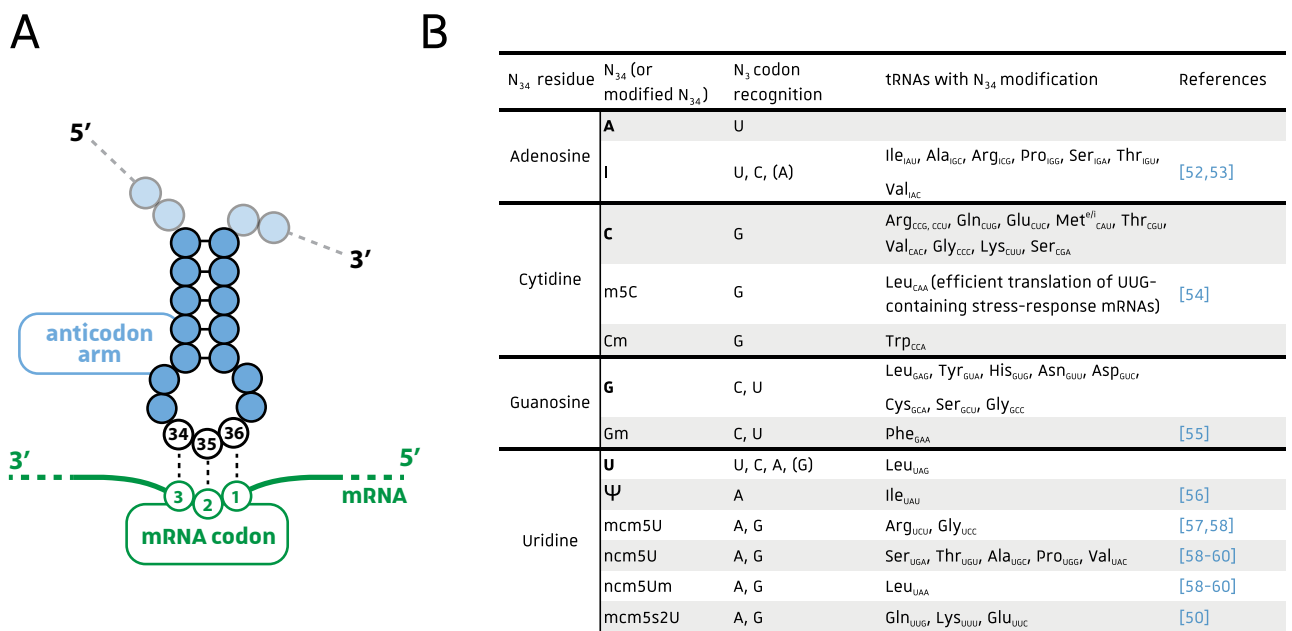 A
5’
3’
anticodon
arm
34
35
36
3’
5’
3
2
1
mRNA
mRNA codon
B
N34 residue
N34 (or
modified N34)
N3 codon
recognition
tRNAs with N34 modification
References
Adenosine
A
U
I
U, C, (A)
IleIAU, AlaIGC, ArgICG, ProIGG, SerIGA, ThrIGU,
ValIAC
[52,53]
Cytidine
C
G
ArgCCG, CCU, GlnCUG, GluCUC, Mete/iCAU, ThrCGU,
ValCAC, GlyCCC, LysCUU, SerCGA
m5C
G
LeuCAA (efficient translation of UUG-
containing stress-response mRNAs)
[54]
Cm
G
TrpCCA
Guanosine
G
C, U
LeuGAG, TyrGUA, HisGUG, AsnGUU, AspGUC,
CysGCA, SerGCU, GlyGCC
Gm
C, U
PheGAA
[55]
Uridine
U
U, C, A, (G)
LeuUAG
Ψ
A
IleUAU
[56]
mcm5U
A, G
ArgUCU, GlyUCC
[57,58]
ncm5U
A, G
SerUGA, ThrUGU, AlaUGC, ProUGG, ValUAC
[58-60]
ncm5Um
A, G
LeuUAA
[58-60]
mcm5s2U
A, G
GlnUUG, LysUUU, GluUUC
[50]